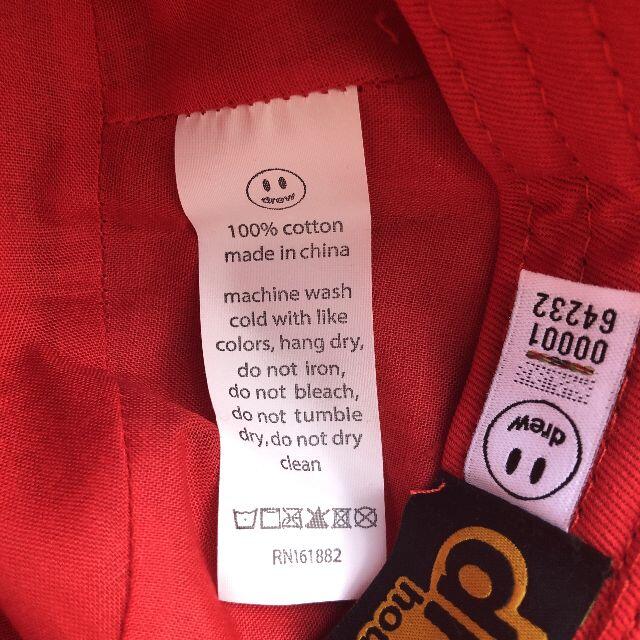 drew
100% cotton
made in china
machine wash
cold with like
colors, hang dry,
do not iron,
do not bleach,
do not tumble
dry, do not dry
clean
RN161882
00001
64232
drew
hou